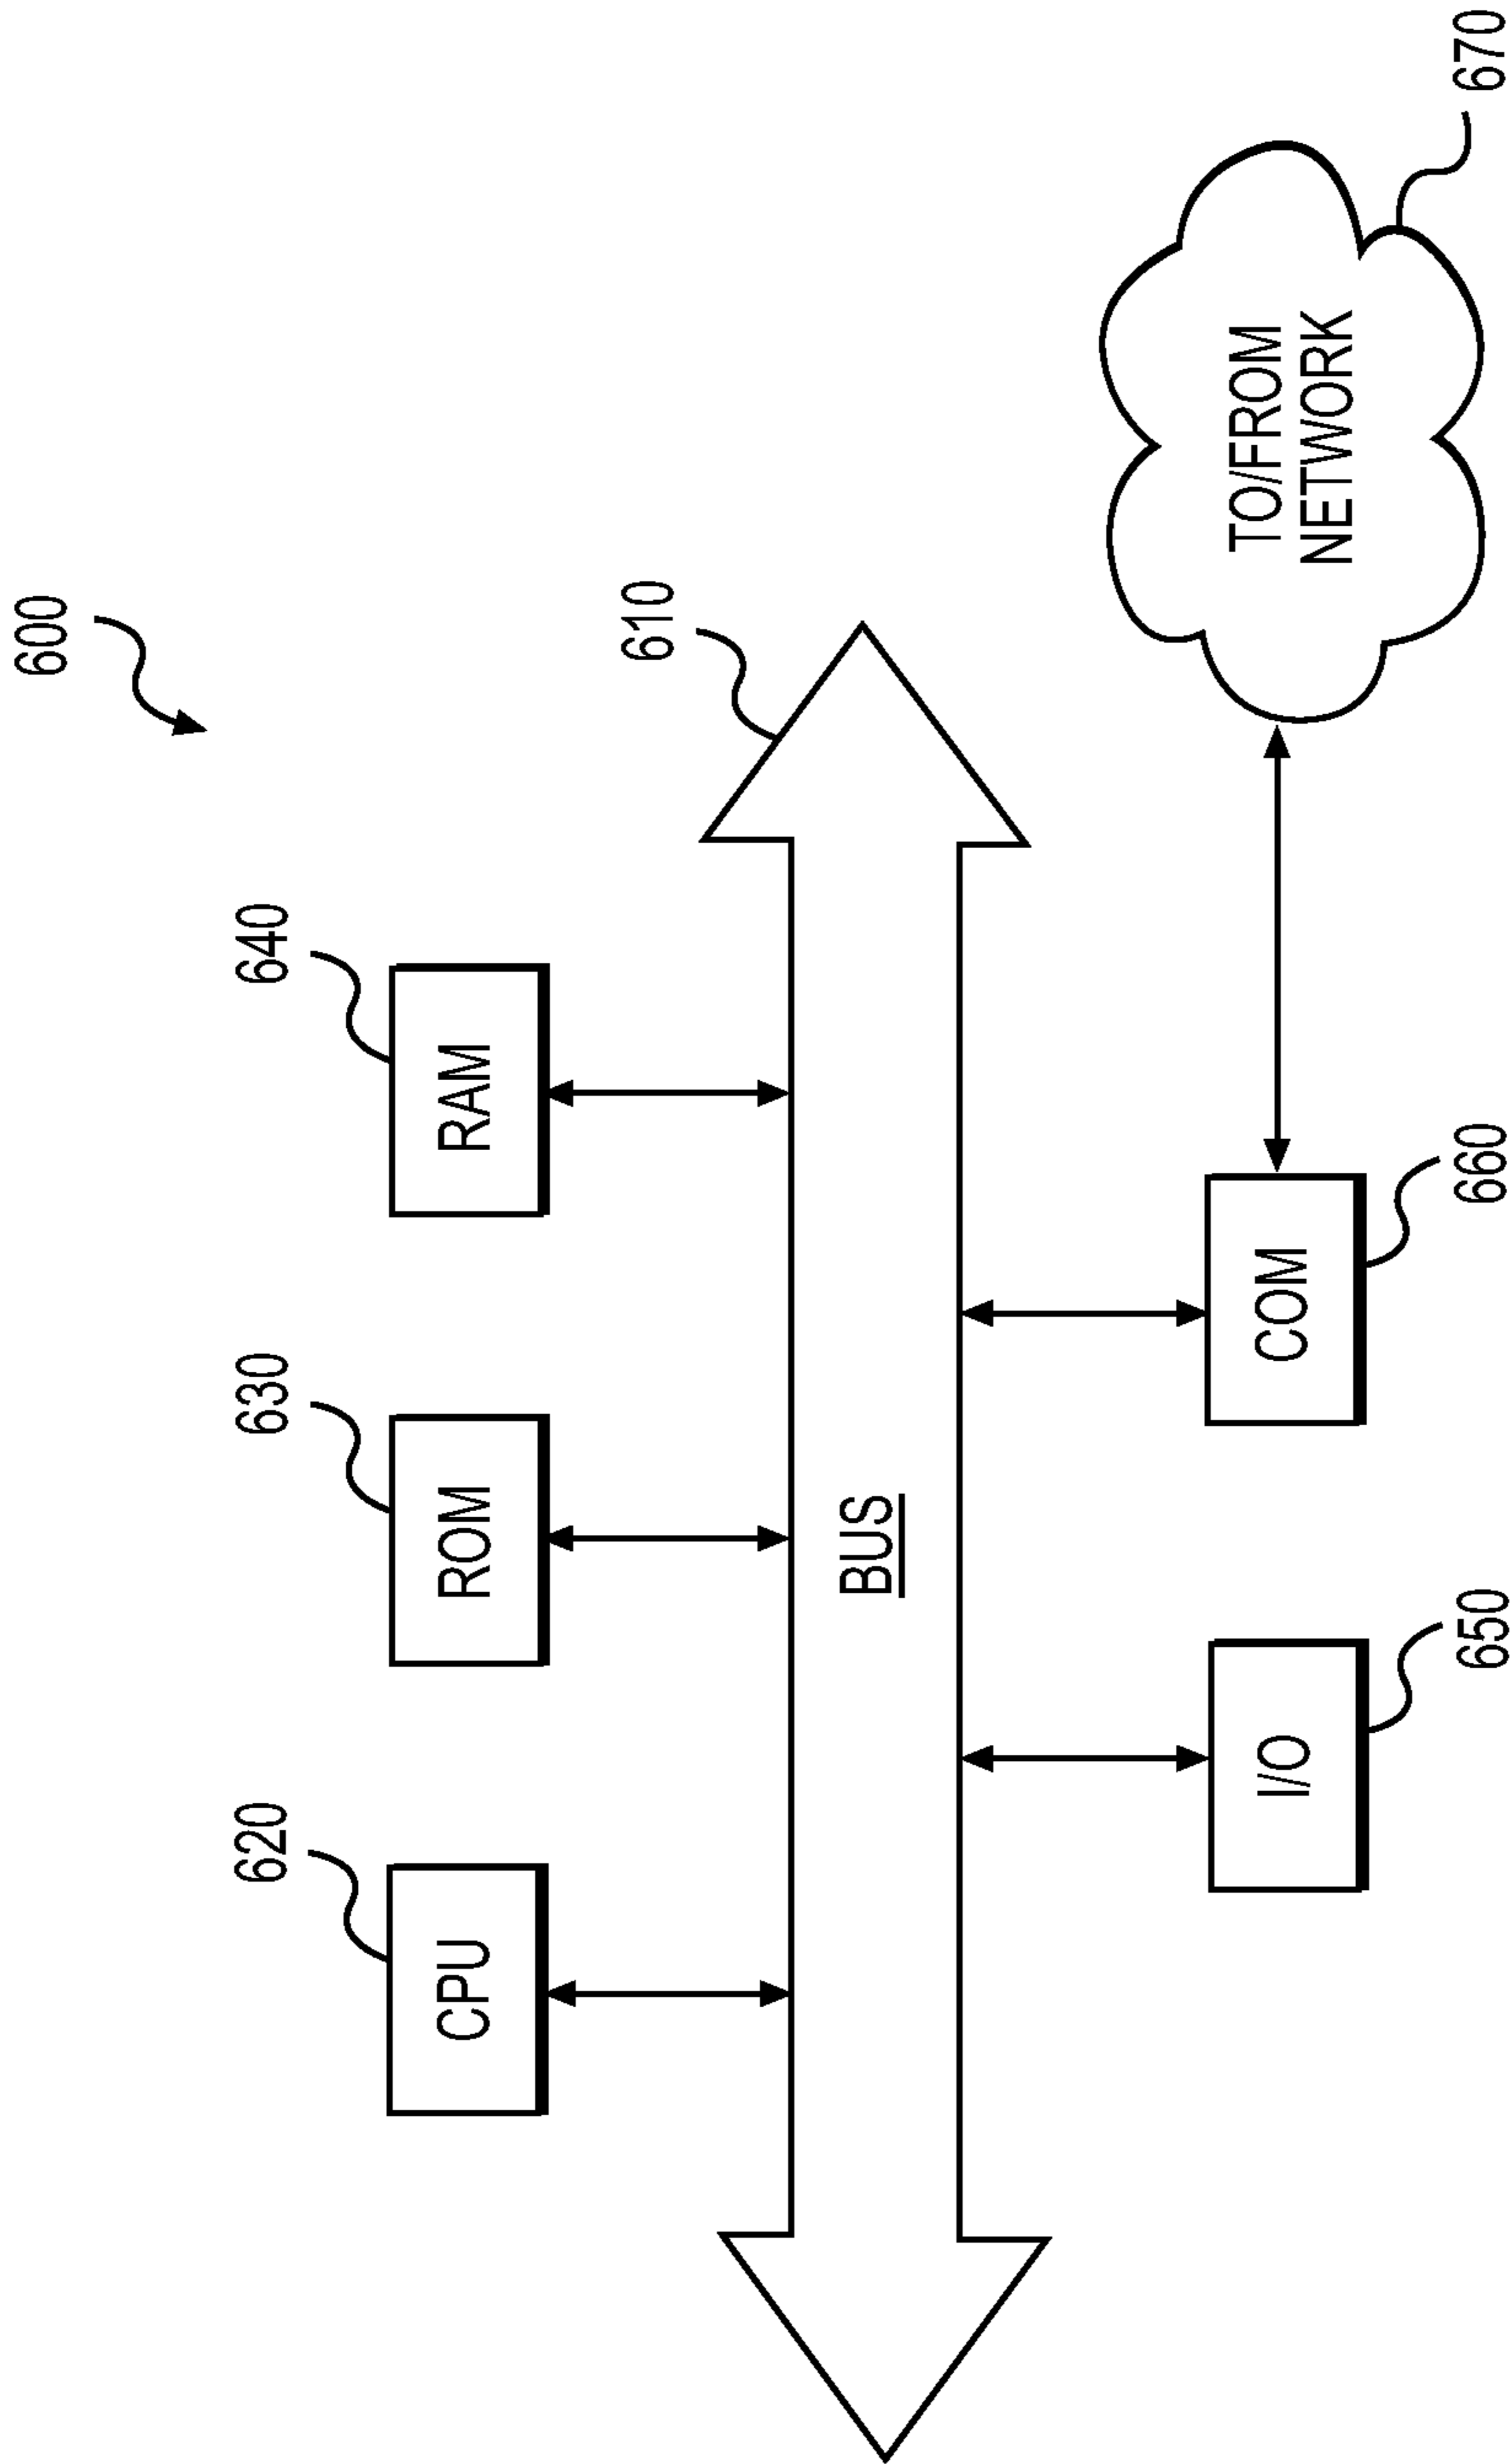 600
620
630
640
CPU
ROM
RAM
610
BUS
I/O
COM
TO/FROM
NETWORK
650
660
670